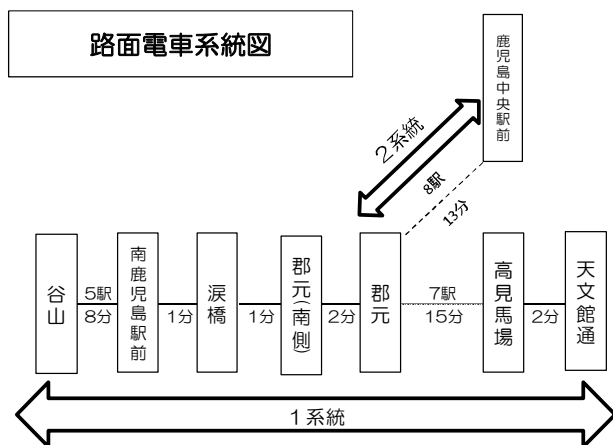 路面電車系統図
鹿児島中央駅前
2系統
8駅
13分
谷山
5駅
8分
南鹿児島駅前
1分
涙橋
1分
郡元(南側)
2分
郡元
7駅
15分
高見馬場
2分
天文館通
1系統